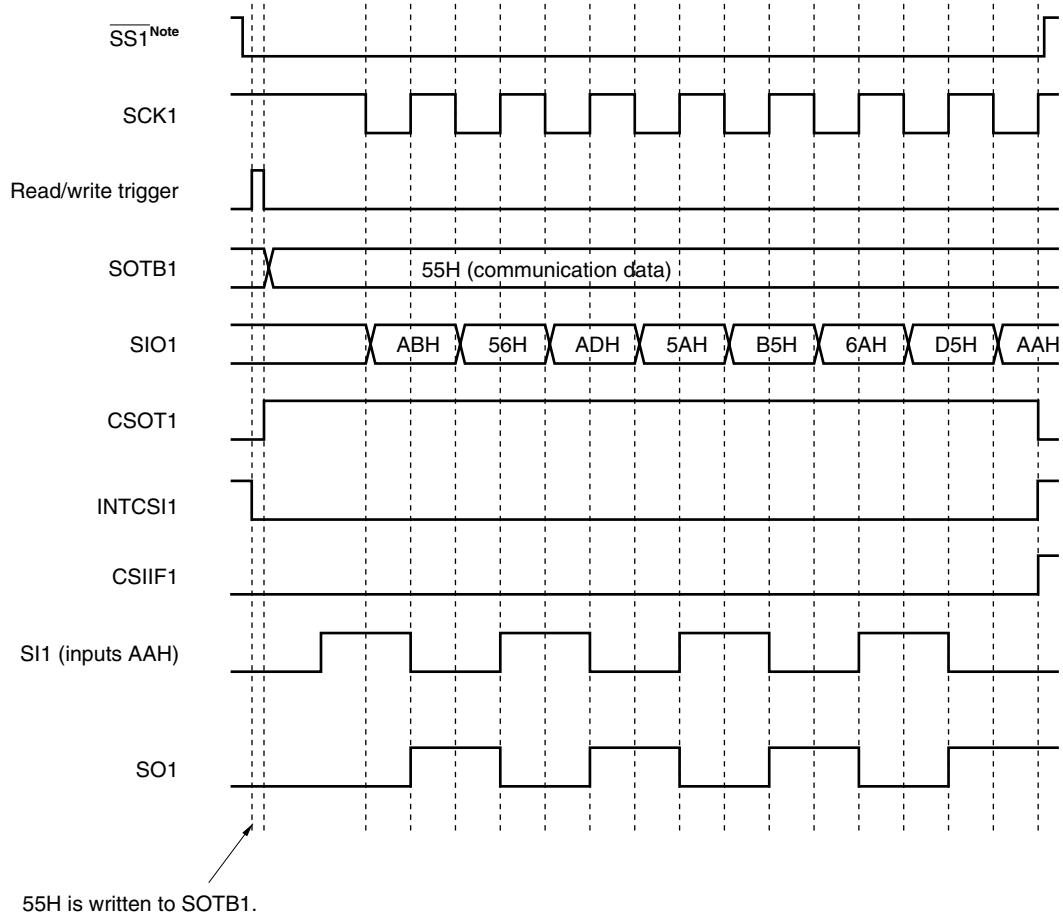 SS1Note
SCK1
Read/write trigger
SOTB1
55H (communication data)
SIO1
ABH 56H ADH 5AH B5H 6AH D5H AAH
CSOT1
INTCSI1
CSIIF1
SI1 (inputs AAH)
SO1
55H is written to SOTB1.